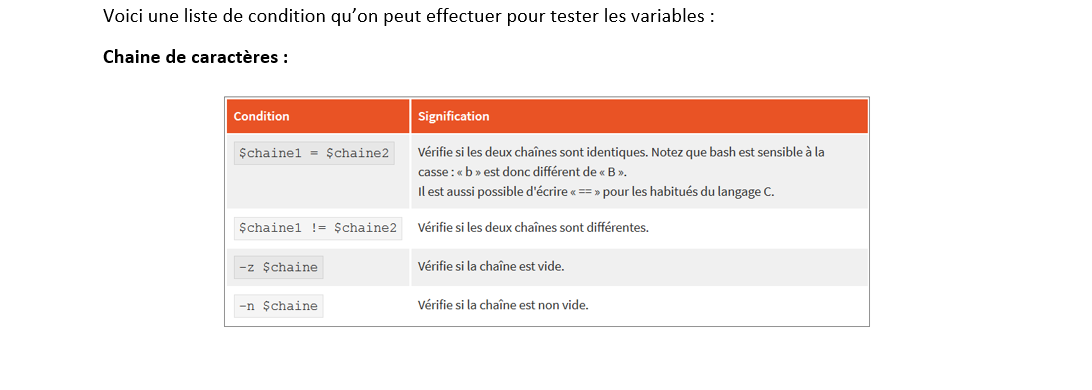 Voici une liste de condition qu’on peut effectuer pour tester les variables :
Chaine de caractères :
Condition Signification
$chaine1 = $chaine2 Vérifie si les deux chaînes sont identiques. Notez que bash est sensible à la
casse : « b » est donc différent de « B ».
Il est aussi possible d'écrire « == » pour les habitués du langage C.
$chaine1 != $chaine2 Vérifie si les deux chaînes sont différentes.
-z $chaine Vérifie si la chaîne est vide.
-n $chaine Vérifie si la chaîne est non vide.